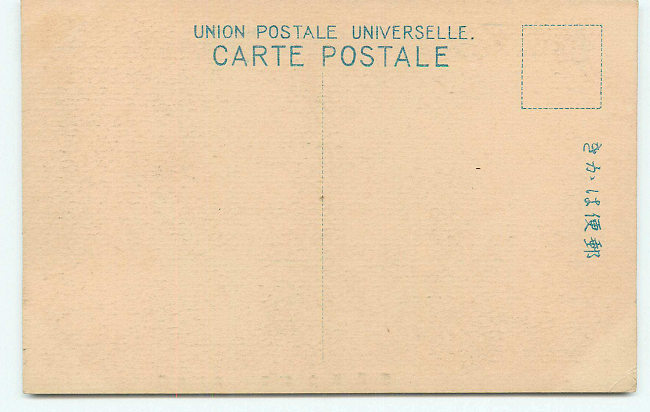 UNION POSTALE UNIVERSELLE.
CARTE POSTALE
郵便はかき